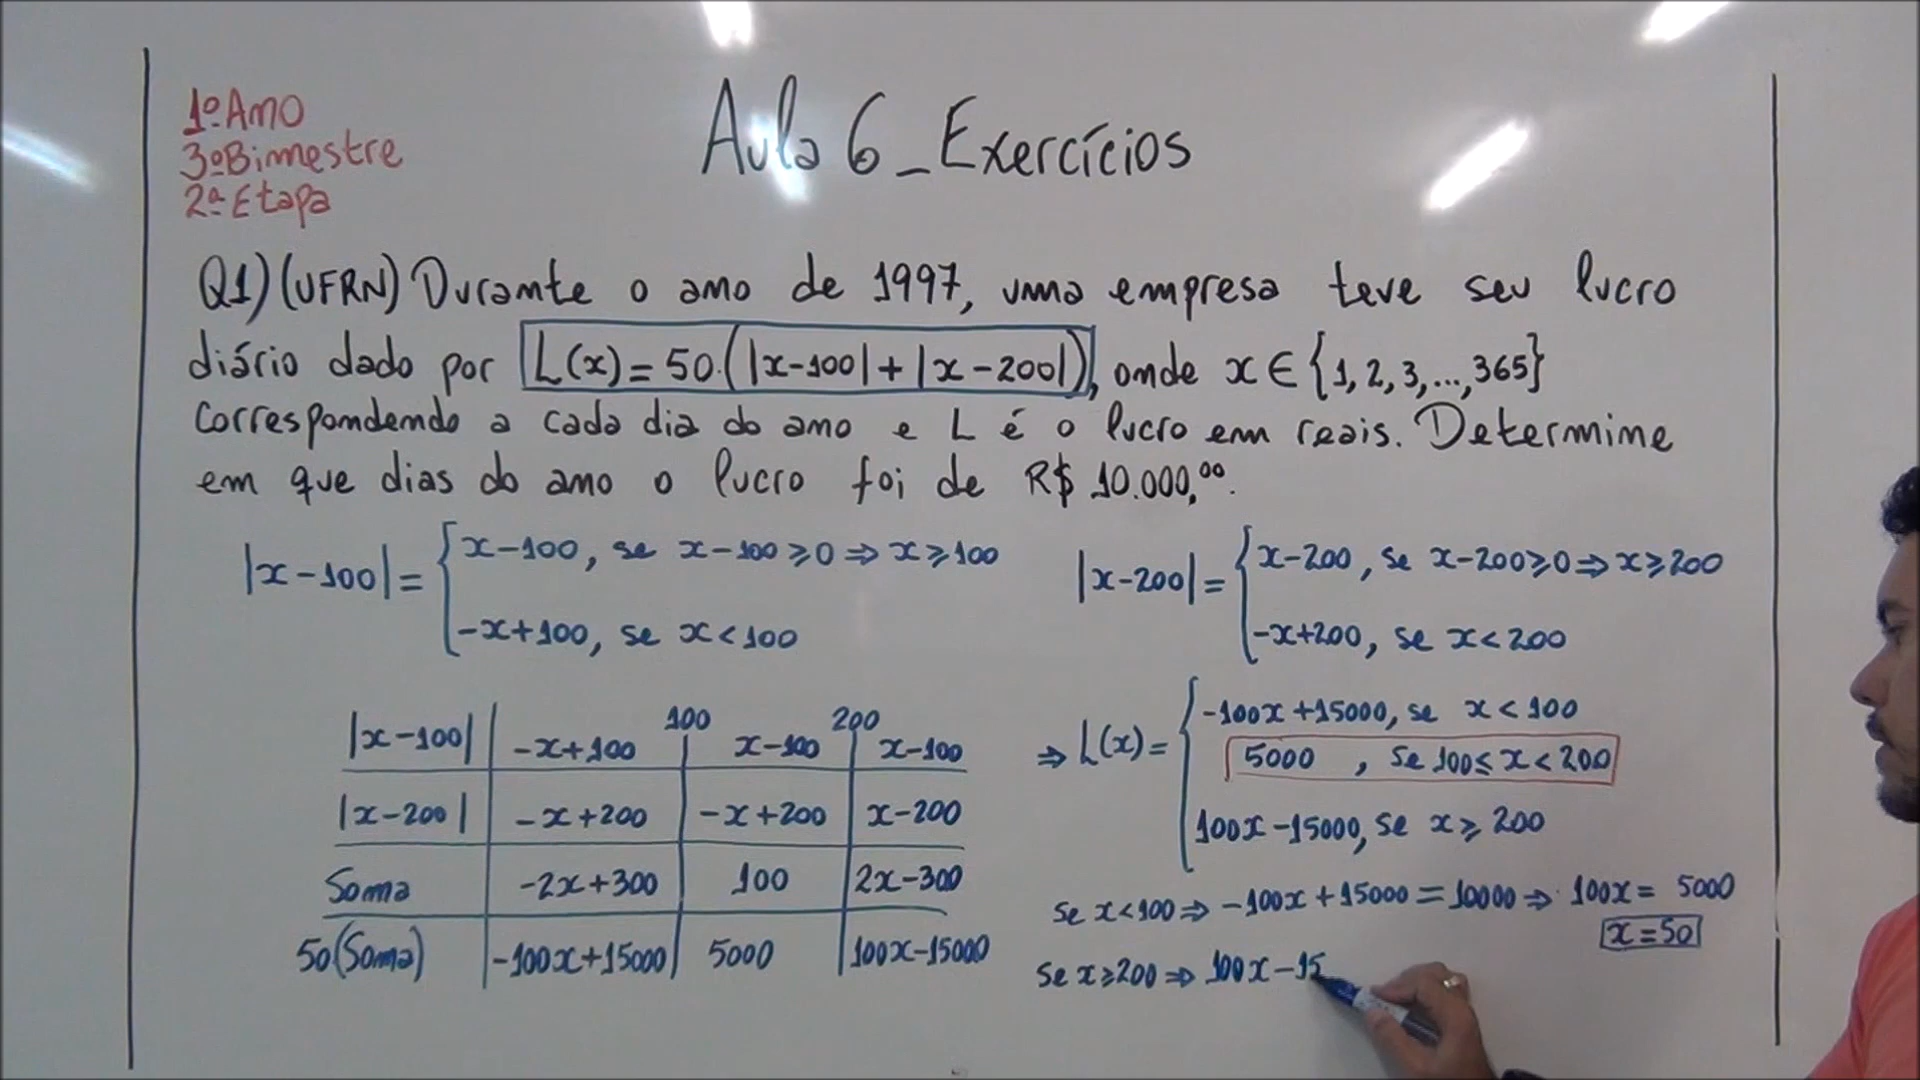 1º Ano
3º Bimestre
2ª Etapa
Aula 6_Exercícios
Q1) (UFRN) Durante o ano de 1997, uma empresa teve seu lucro
diário dado por L(x) = 50.(|x-100| + |x-200|), onde x ∈ {1, 2, 3, ..., 365}
correspondendo a cada dia do ano e L é o lucro em reais. Determine
em que dias do ano o lucro foi de R$ 10.000,00.
|x-100| = { x-100, se x-100 ≥ 0 ⇒ x ≥ 100
-x+100, se x < 100
|x-200| = { x-200, se x-200 ≥ 0 ⇒ x ≥ 200
-x+200, se x < 200
100 200
|x-100| -x+100 x-100 x-100
|x-200| -x+200 -x+200 x-200
Soma -2x+300 100 2x-300
50(Soma) -100x+15000 5000 100x-15000
⇒ L(x) = { -100x+15000, se x < 100
5000 , se 100 ≤ x < 200
100x-15000, se x ≥ 200
se x < 100 ⇒ -100x + 15000 = 10000 ⇒ 100x = 5000
x = 50
se x ≥ 200 ⇒ 100x - 15